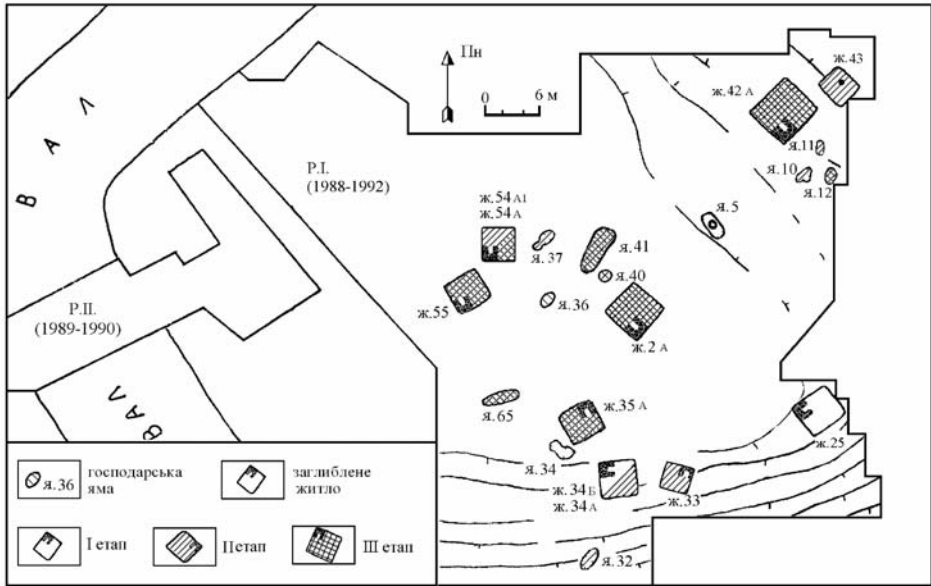 ВАЛ
Пн
0 6 м
ж.43
ж.42 А
я.11
я.10
я.12
Р.І.
(1988-1992)
ж.54 А1
ж.54 А
я.37
я.41
я.5
я.40
ж.55
я.36
ж.2 А
Р.ІІ.
(1989-1990)
ВАЛ
я.65
ж.35 А
ж.25
я.34
ж.34 Б
ж.34 А
ж.33
я.32
я.36
господарська
яма
заглиблене
житло
І етап
ІІ етап
ІІІ етап